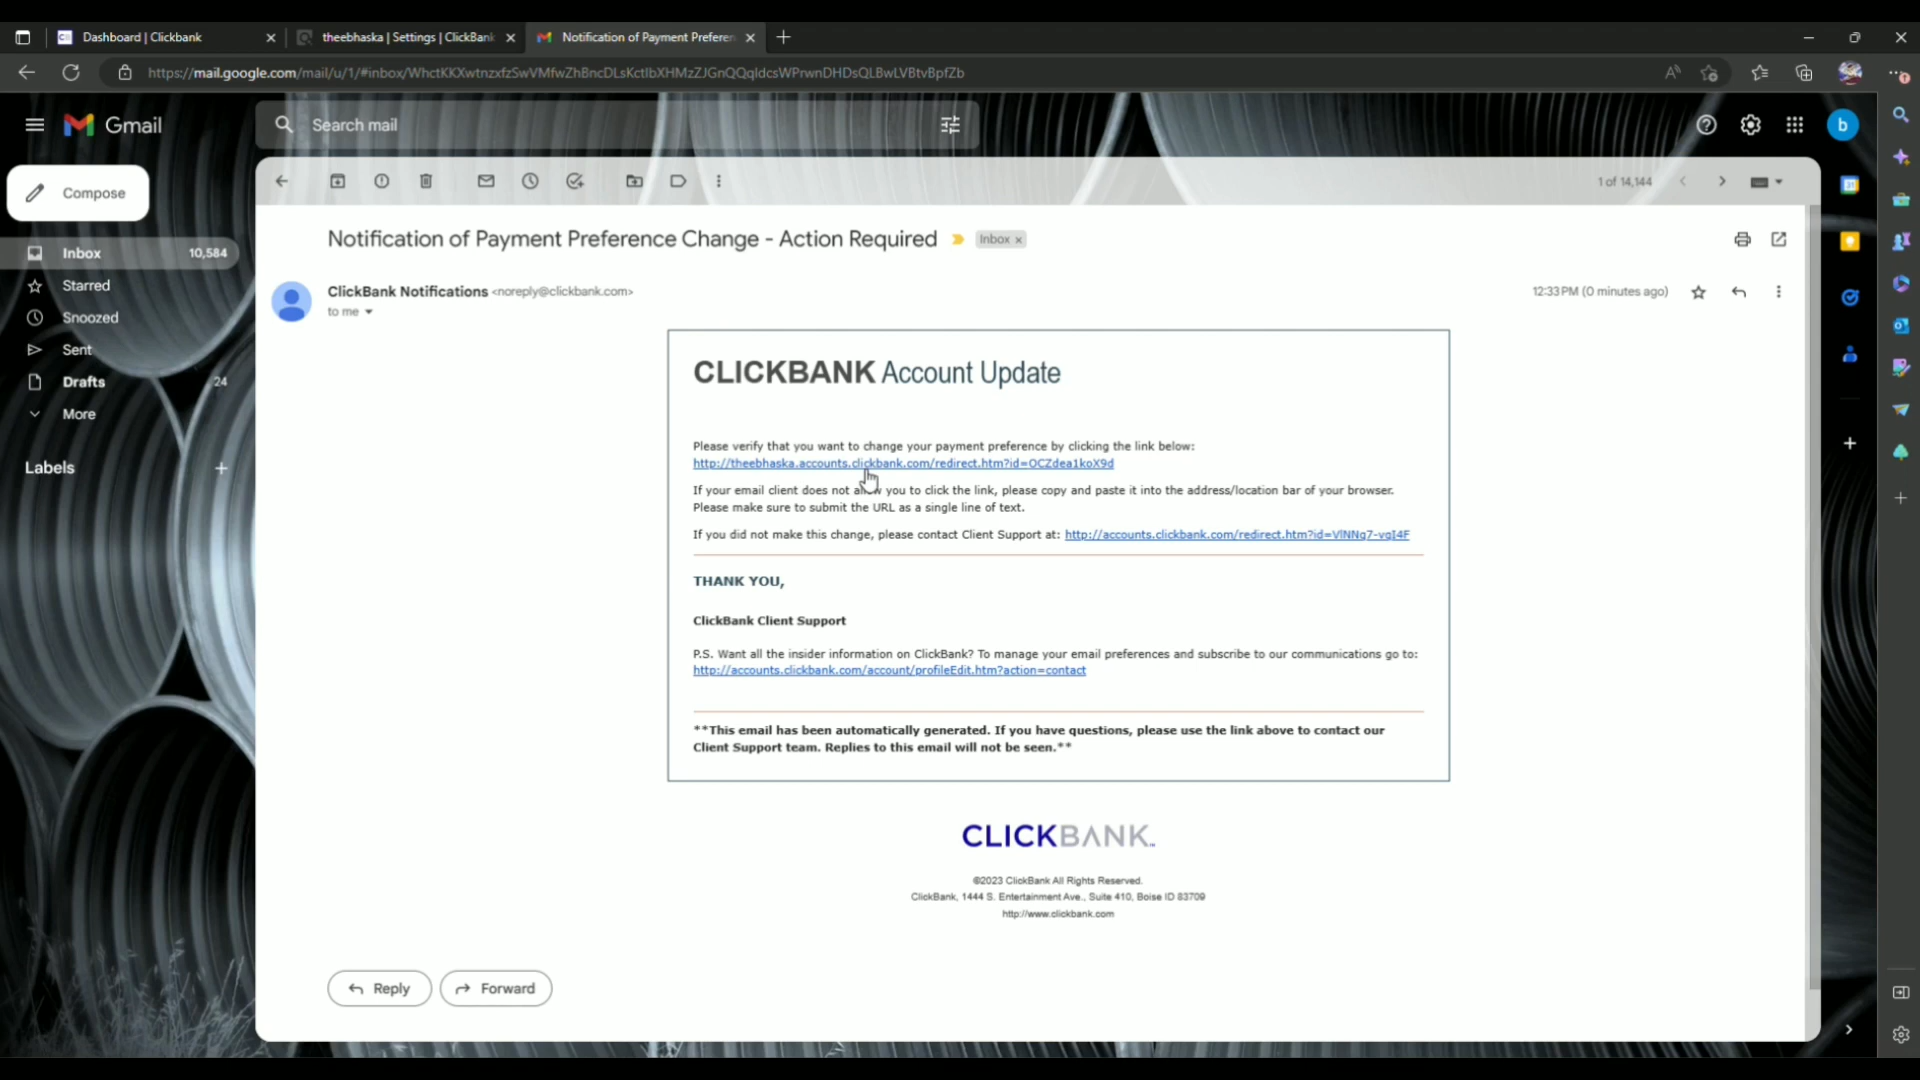 Dashboard | Clickbank
theebhaska | Settings | ClickBank
Notification of Payment Preferen
https://mail.google.com/mail/u/1/#inbox/
Gmail
Search mail
b
Compose
1 of 14,144
Notification of Payment Preference Change - Action Required
Inbox x
Inbox 10,584
Starred
Snoozed
Sent
Drafts 24
More
Labels
ClickBank Notifications <noreply@clickbank.com>
12:33 PM (0 minutes ago)
to me
CLICKBANK Account Update
Please verify that you want to change your payment preference by clicking the link below:
http://theebhaska.accounts.clickbank.com/redirect.htm?id=OCZdea1koX9d
If your email client does not allow you to click the link, please copy and paste it into the address/location bar of your browser.
Please make sure to submit the URL as a single line of text.
If you did not make this change, please contact Client Support at: http://accounts.clickbank.com/redirect.htm?id=VlNNq7-vgI4F
THANK YOU,
ClickBank Client Support
P.S. Want all the insider information on ClickBank? To manage your email preferences and subscribe to our communications go to:
http://accounts.clickbank.com/account/profileEdit.htm?action=contact
**This email has been automatically generated. If you have questions, please use the link above to contact our
Client Support team. Replies to this email will not be seen.**
CLICKBANK
©2023 ClickBank All Rights Reserved.
ClickBank, 1444 S. Entertainment Ave., Suite 410, Boise ID 83709
http://www.clickbank.com
Reply
Forward